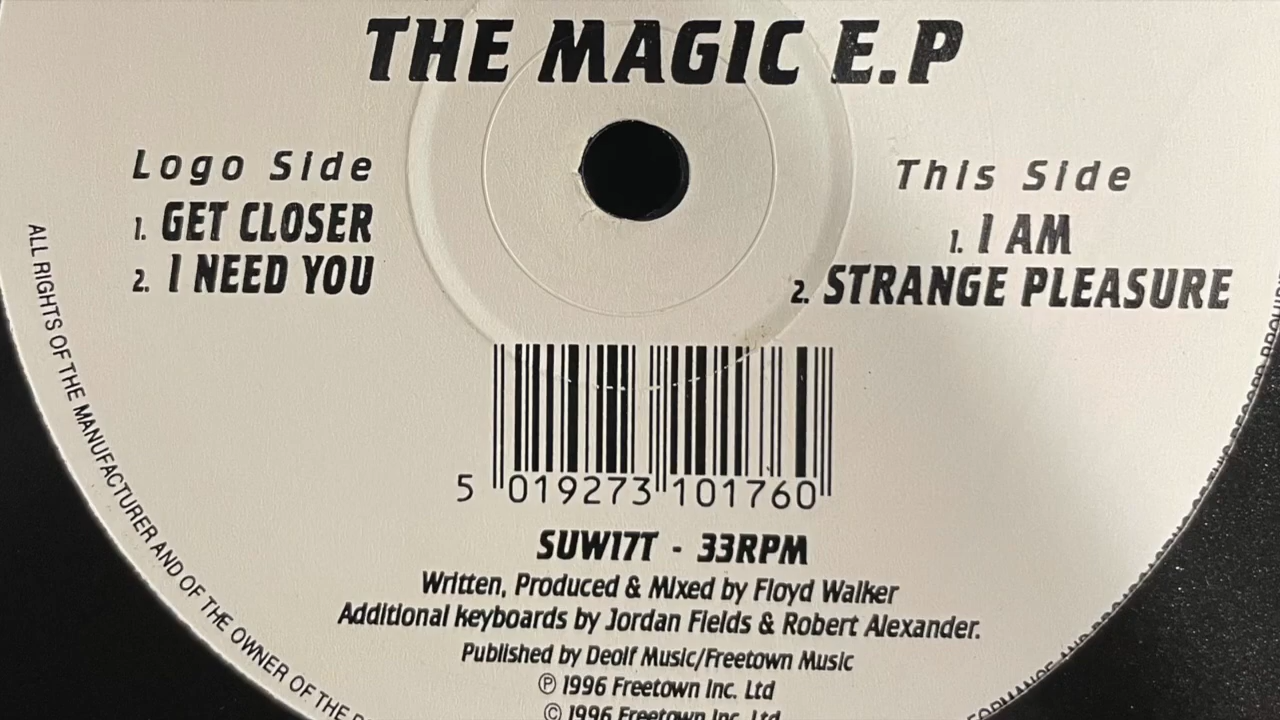 THE MAGIC E.P
Logo Side
1. GET CLOSER
2. I NEED YOU
This Side
1. I AM
2. STRANGE PLEASURE
5 019273 101760
SUW17T - 33RPM
Written, Produced & Mixed by Floyd Walker
Additional keyboards by Jordan Fields & Robert Alexander.
Published by Deolf Music/Freetown Music
Ⓟ 1996 Freetown Inc. Ltd
© 1996 Freetown Inc. Ltd
ALL RIGHTS OF THE MANUFACTURER AND OF THE OWNER OF THE